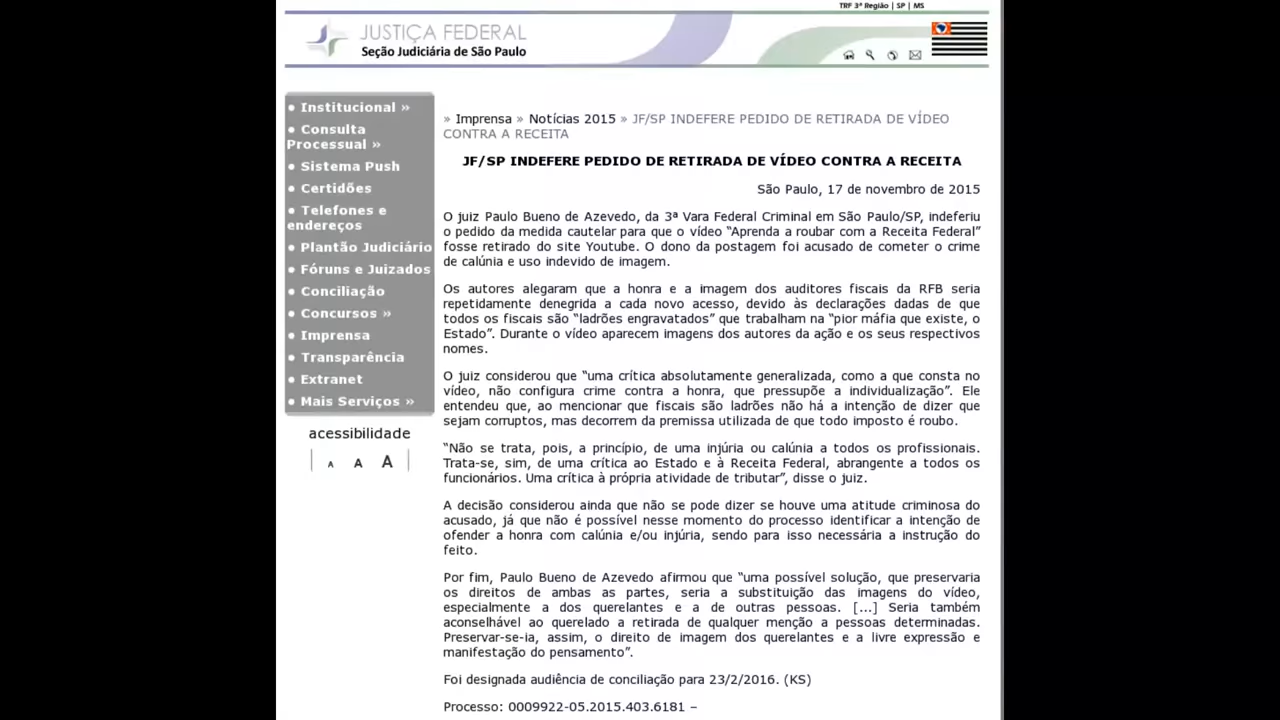 TRF 3ª Região | SP | MS
JUSTIÇA FEDERAL
Seção Judiciária de São Paulo
• Institucional »
• Consulta
Processual »
• Sistema Push
• Certidões
• Telefones e
endereços
• Plantão Judiciário
• Fóruns e Juizados
• Conciliação
• Concursos »
• Imprensa
• Transparência
• Extranet
• Mais Serviços »
acessibilidade
A A A
» Imprensa » Notícias 2015 » JF/SP INDEFERE PEDIDO DE RETIRADA DE VÍDEO
CONTRA A RECEITA
JF/SP INDEFERE PEDIDO DE RETIRADA DE VÍDEO CONTRA A RECEITA
São Paulo, 17 de novembro de 2015
O juiz Paulo Bueno de Azevedo, da 3ª Vara Federal Criminal em São Paulo/SP, indeferiu
o pedido da medida cautelar para que o vídeo “Aprenda a roubar com a Receita Federal”
fosse retirado do site Youtube. O dono da postagem foi acusado de cometer o crime
de calúnia e uso indevido de imagem.
Os autores alegaram que a honra e a imagem dos auditores fiscais da RFB seria
repetidamente denegrida a cada novo acesso, devido às declarações dadas de que
todos os fiscais são “ladrões engravatados” que trabalham na “pior máfia que existe, o
Estado”. Durante o vídeo aparecem imagens dos autores da ação e os seus respectivos
nomes.
O juiz considerou que “uma crítica absolutamente generalizada, como a que consta no
vídeo, não configura crime contra a honra, que pressupõe a individualização”. Ele
entendeu que, ao mencionar que fiscais são ladrões não há a intenção de dizer que
sejam corruptos, mas decorrem da premissa utilizada de que todo imposto é roubo.
“Não se trata, pois, a princípio, de uma injúria ou calúnia a todos os profissionais.
Trata-se, sim, de uma crítica ao Estado e à Receita Federal, abrangente a todos os
funcionários. Uma crítica à própria atividade de tributar”, disse o juiz.
A decisão considerou ainda que não se pode dizer se houve uma atitude criminosa do
acusado, já que não é possível nesse momento do processo identificar a intenção de
ofender a honra com calúnia e/ou injúria, sendo para isso necessária a instrução do
feito.
Por fim, Paulo Bueno de Azevedo afirmou que “uma possível solução, que preservaria
os direitos de ambas as partes, seria a substituição das imagens do vídeo,
especialmente a dos querelantes e a de outras pessoas. [...] Seria também
aconselhável ao querelado a retirada de qualquer menção a pessoas determinadas.
Preservar-se-ia, assim, o direito de imagem dos querelantes e a livre expressão e
manifestação do pensamento”.
Foi designada audiência de conciliação para 23/2/2016. (KS)
Processo: 0009922-05.2015.403.6181 –